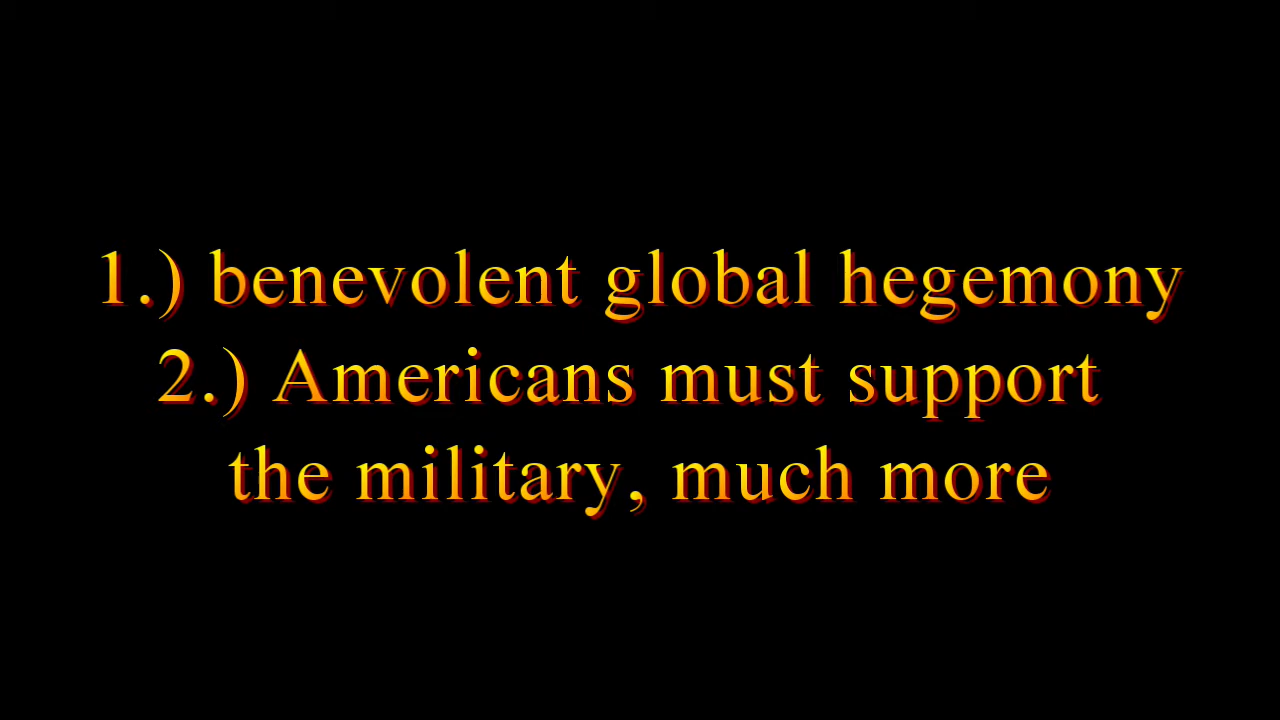 1.) benevolent global hegemony
2.) Americans must support
the military, much more